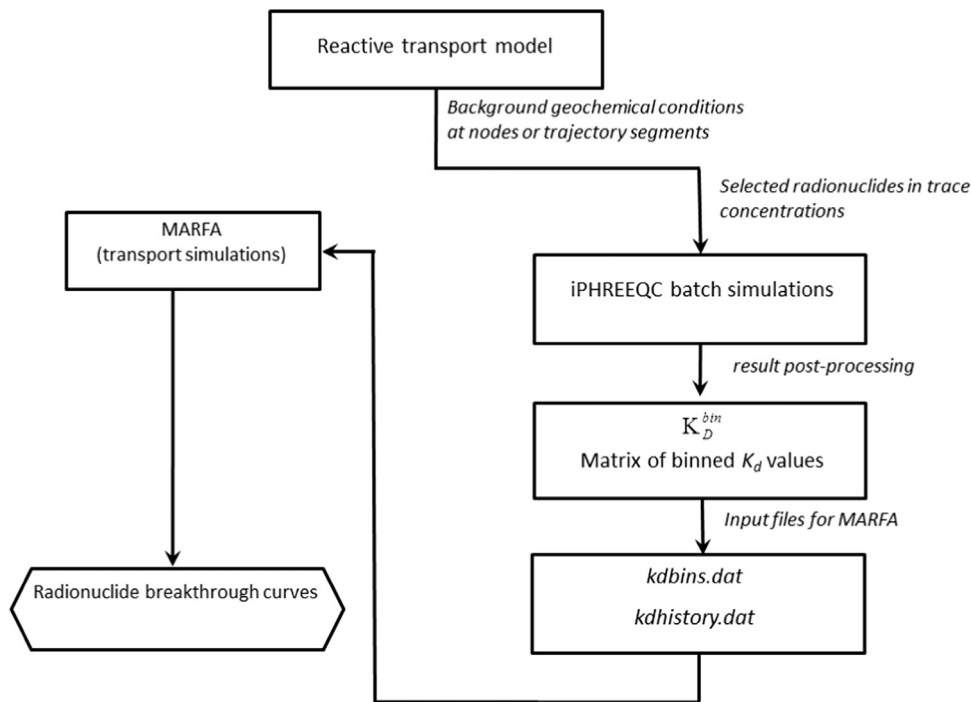 Reactive transport model
Background geochemical conditions
at nodes or trajectory segments
Selected radionuclides in trace
concentrations
MARFA
(transport simulations)
iPHREEQC batch simulations
result post-processing
K_D^bin
Matrix of binned K_d values
Input files for MARFA
kdbins.dat
kdhistory.dat
Radionuclide breakthrough curves